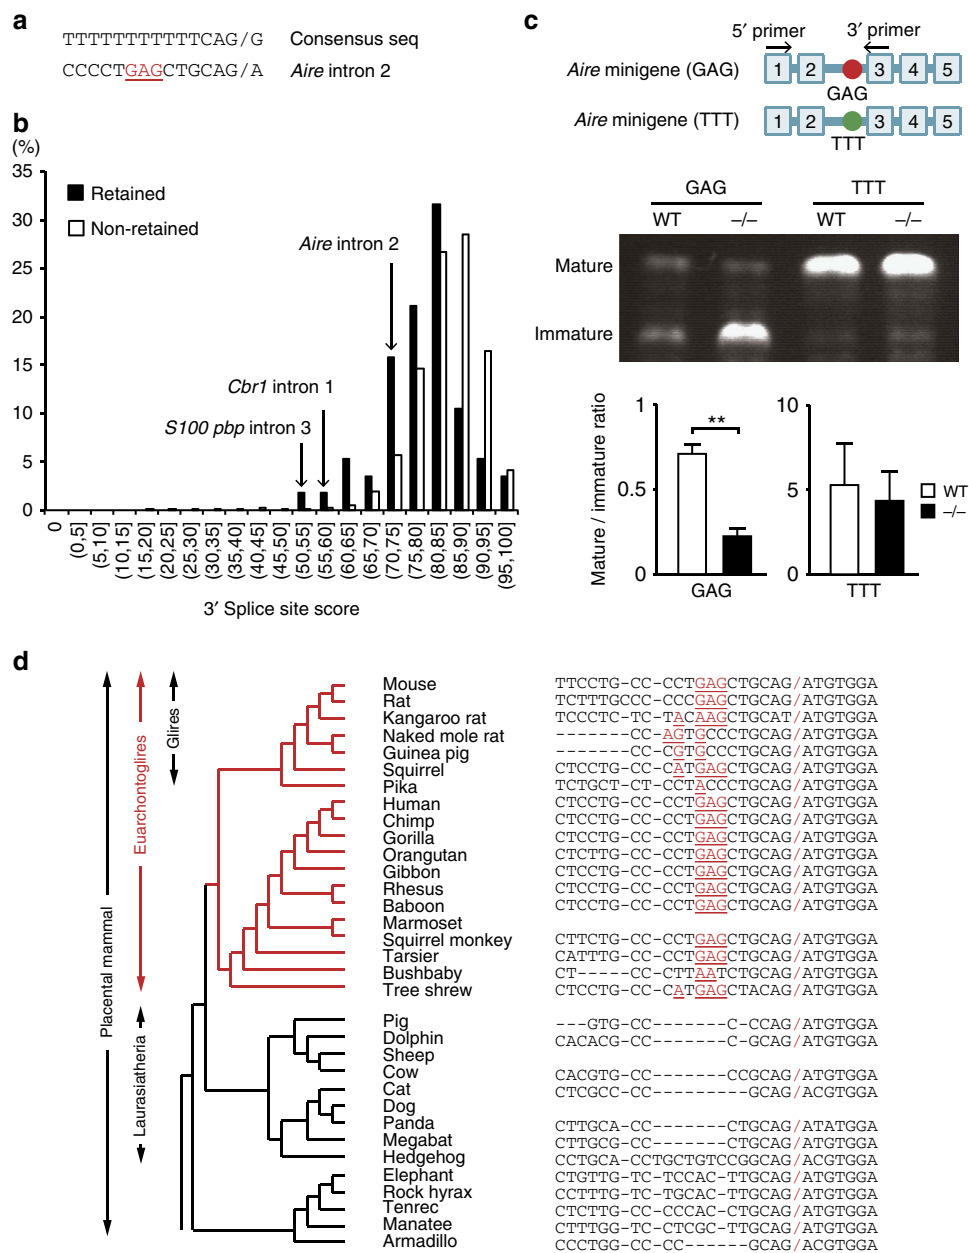 a
TTTTTTTTTTTCAG/G Consensus seq
CCCCTGAGCTGCAG/A Aire intron 2
b
(%)
35
30
25
20
15
10
5
0
Retained
Non-retained
Aire intron 2
Cbr1 intron 1
S100 pbp intron 3
0
(0,5]
(5,10]
(10,15]
(15,20]
(20,25]
(25,30]
(30,35]
(35,40]
(40,45]
(45,50]
(50,55]
(55,60]
(60,65]
(65,70]
(70,75]
(75,80]
(80,85]
(85,90]
(90,95]
(95,100]
3′ Splice site score
c
5′ primer 3′ primer
Aire minigene (GAG) 1 2 3 4 5
GAG
Aire minigene (TTT) 1 2 3 4 5
TTT
GAG TTT
WT –/– WT –/–
Mature
Immature
Mature / immature ratio
1
0.5
0
**
GAG
10
5
0
TTT
WT
–/–
d
Placental mammal
Euarchontoglires
Glires
Laurasiatheria
Mouse TTCCTG-CC-CCTGAGCTGCAG/ATGTGGA
Rat TCTTTGCCC-CCCGAGCTGCAG/ATGTGGA
Kangaroo rat TCCCTC-TC-TACAAGCTGCAT/ATGTGGA
Naked mole rat -------CC-AGTGCCCTGCAG/ATGTGGA
Guinea pig -------CC-CGTGCCCTGCAG/ATGTGGA
Squirrel CTCCTG-CC-CATGAGCTGCAG/ATGTGGA
Pika TCTGCT-CT-CCTACCCTGCAG/ATGTGGA
Human CTCCTG-CC-CCTGAGCTGCAG/ATGTGGA
Chimp CTCCTG-CC-CCTGAGCTGCAG/ATGTGGA
Gorilla CTCCTG-CC-CCTGAGCTGCAG/ATGTGGA
Orangutan CTCTTG-CC-CCTGAGCTGCAG/ATGTGGA
Gibbon CTCCTG-CC-CCTGAGCTGCAG/ATGTGGA
Rhesus CTCCTG-CC-CCTGAGCTGCAG/ATGTGGA
Baboon CTCCTG-CC-CCTGAGCTGCAG/ATGTGGA
Marmoset
Squirrel monkey CTTCTG-CC-CCTGAGCTGCAG/ATGTGGA
Tarsier CATTTG-CC-CCTGAGCTGCAG/ATGTGGA
Bushbaby CT-----CC-CTTAATCTGCAG/ATGTGGA
Tree shrew CTCCTG-CC-CATGAGCTACAG/ATGTGGA
Pig ---GTG-CC-------C-CCAG/ATGTGGA
Dolphin CACACG-CC-------C-GCAG/ATGTGGA
Sheep
Cow CACGTG-CC-------CCGCAG/ATGTGGA
Cat CTCGCC-CC---------GCAG/ACGTGGA
Dog
Panda CTTGCA-CC-------CTGCAG/ATATGGA
Megabat CTTGCG-CC-------CTGCAG/ATGTGGA
Hedgehog CCTGCA-CCTGCTGTCCGGCAG/ACGTGGA
Elephant CTGTTG-TC-TCCAC-TTGCAG/ATGTGGA
Rock hyrax CCTTTG-TC-TGCAC-TTGCAG/ATGTGGA
Tenrec CTCTTG-CC-CCCAC-CTGCAG/ATGTGGA
Manatee CTTTGG-TC-CTCGC-TTGCAG/ATGTGGA
Armadillo CCCTGG-CC-CC------GCAG/ACGTGGA